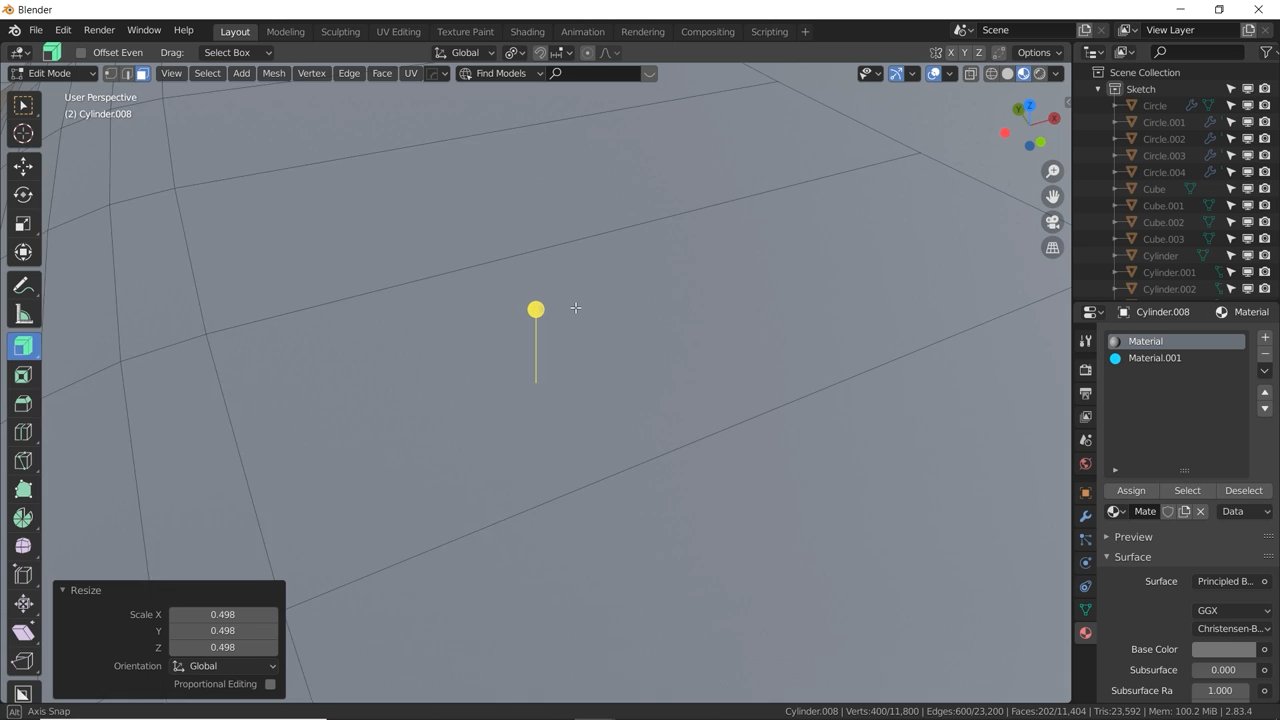 Blender
File Edit Render Window Help Layout Modeling Sculpting UV Editing Texture Paint Shading Animation Rendering Compositing Scripting + Scene View Layer
Offset Even Drag: Select Box Global X Y Z Options
Edit Mode View Select Add Mesh Vertex Edge Face UV Find Models
User Perspective
(2) Cylinder.008
Z
Y
X
Scene Collection
Sketch
Circle
Circle.001
Circle.002
Circle.003
Circle.004
Cube
Cube.001
Cube.002
Cube.003
Cylinder
Cylinder.001
Cylinder.002
Cylinder.008 Material
Material
Material.001
Assign Select Deselect
Mate Data
Preview
Surface
Surface Principled B...
GGX
Christensen-B...
Base Color
Subsurface 0.000
Subsurface Ra 1.000
Resize
Scale X 0.498
Y 0.498
Z 0.498
Orientation Global
Proportional Editing
Alt Axis Snap Cylinder.008 | Verts:400/11,800 | Edges:600/23,200 | Faces:202/11,404 | Tris:23,592 | Mem: 100.2 MiB | 2.83.4